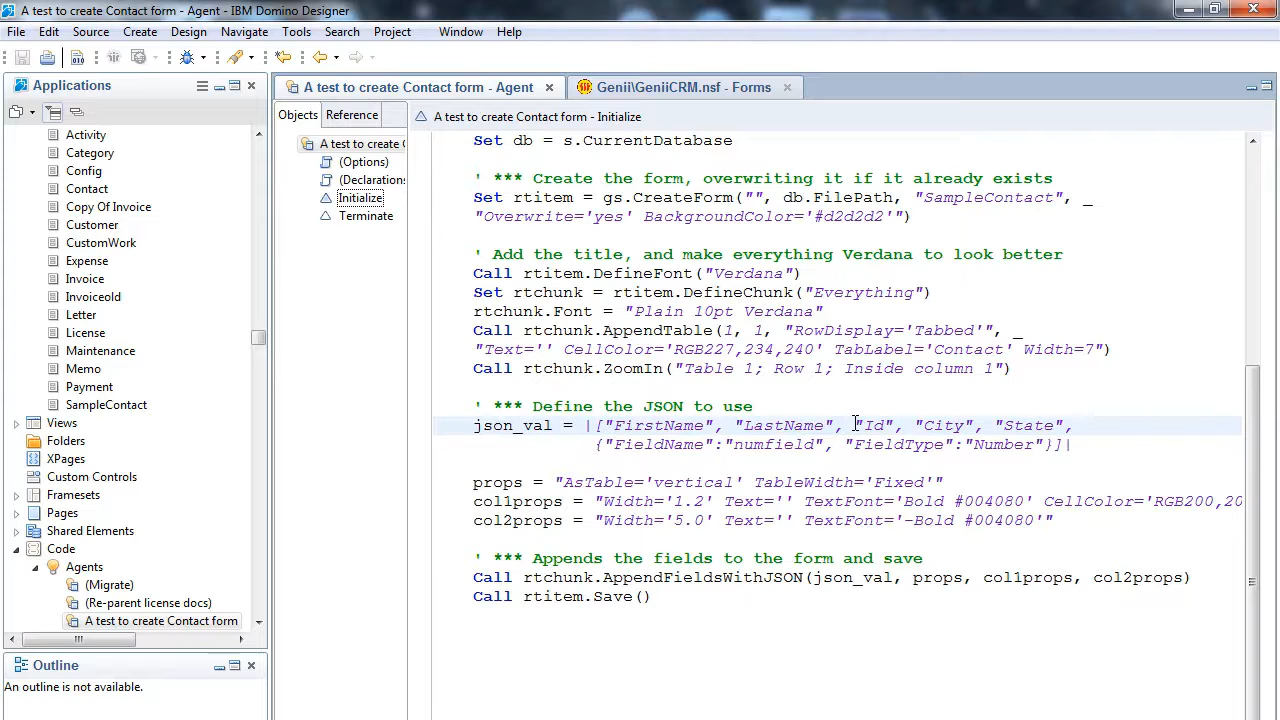 A test to create Contact form - Agent - IBM Domino Designer
File Edit Source Create Design Navigate Tools Search Project Window Help
Applications
Activity
Category
Config
Contact
Copy Of Invoice
Customer
CustomWork
Expense
Invoice
Invoiceold
Letter
License
Maintenance
Memo
Payment
SampleContact
Views
Folders
XPages
Custom Controls
Framesets
Pages
Shared Elements
Code
Agents
(Migrate)
(Re-parent license docs)
A test to create Contact form
Outline
An outline is not available.
A test to create Contact form - Agent
Genii\GeniiCRM.nsf - Forms
Objects Reference
A test to create C
(Options)
(Declarations
Initialize
Terminate
A test to create Contact form - Initialize
Set db = s.CurrentDatabase
' *** Create the form, overwriting it if it already exists
Set rtitem = gs.CreateForm("", db.FilePath, "SampleContact", _
"Overwrite='yes' BackgroundColor='#d2d2d2'")
' Add the title, and make everything Verdana to look better
Call rtitem.DefineFont("Verdana")
Set rtchunk = rtitem.DefineChunk("Everything")
rtchunk.Font = "Plain 10pt Verdana"
Call rtchunk.AppendTable(1, 1, "RowDisplay='Tabbed'", _
"Text='' CellColor='RGB227,234,240' TabLabel='Contact' Width=7")
Call rtchunk.ZoomIn("Table 1; Row 1; Inside column 1")
' *** Define the JSON to use
json_val = |["FirstName", "LastName", "Id", "City", "State",
{"FieldName":"numfield", "FieldType":"Number"}]|
props = "AsTable='vertical' TableWidth='Fixed'"
col1props = "Width='1.2' Text='' TextFont='Bold #004080' CellColor='RGB200,20
col2props = "Width='5.0' Text='' TextFont='-Bold #004080'"
' *** Appends the fields to the form and save
Call rtchunk.AppendFieldsWithJSON(json_val, props, col1props, col2props)
Call rtitem.Save()